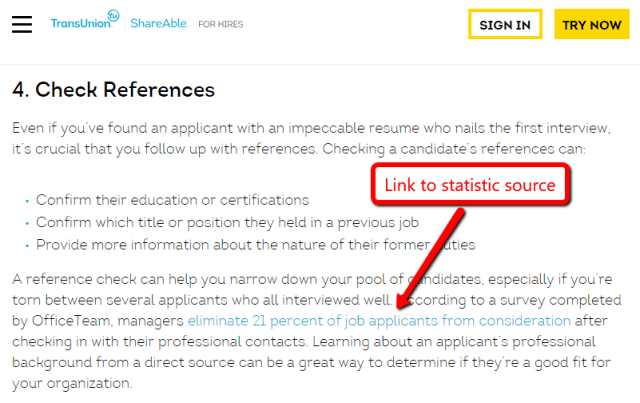 TransUnion tu ShareAble. FOR HIRES SIGN IN TRY NOW
4. Check References
Even if you've found an applicant with an impeccable resume who nails the first interview,
it's crucial that you follow up with references. Checking a candidate's references can:
Link to statistic source
• Confirm their education or certifications
• Confirm which title or position they held in a previous job
• Provide more information about the nature of their former duties
A reference check can help you narrow down your pool of candidates, especially if you're
torn between several applicants who all interviewed well. According to a survey completed
by OfficeTeam, managers eliminate 21 percent of job applicants from consideration after
checking in with their professional contacts. Learning about an applicant's professional
background from a direct source can be a great way to determine if they're a good fit for
your organization.